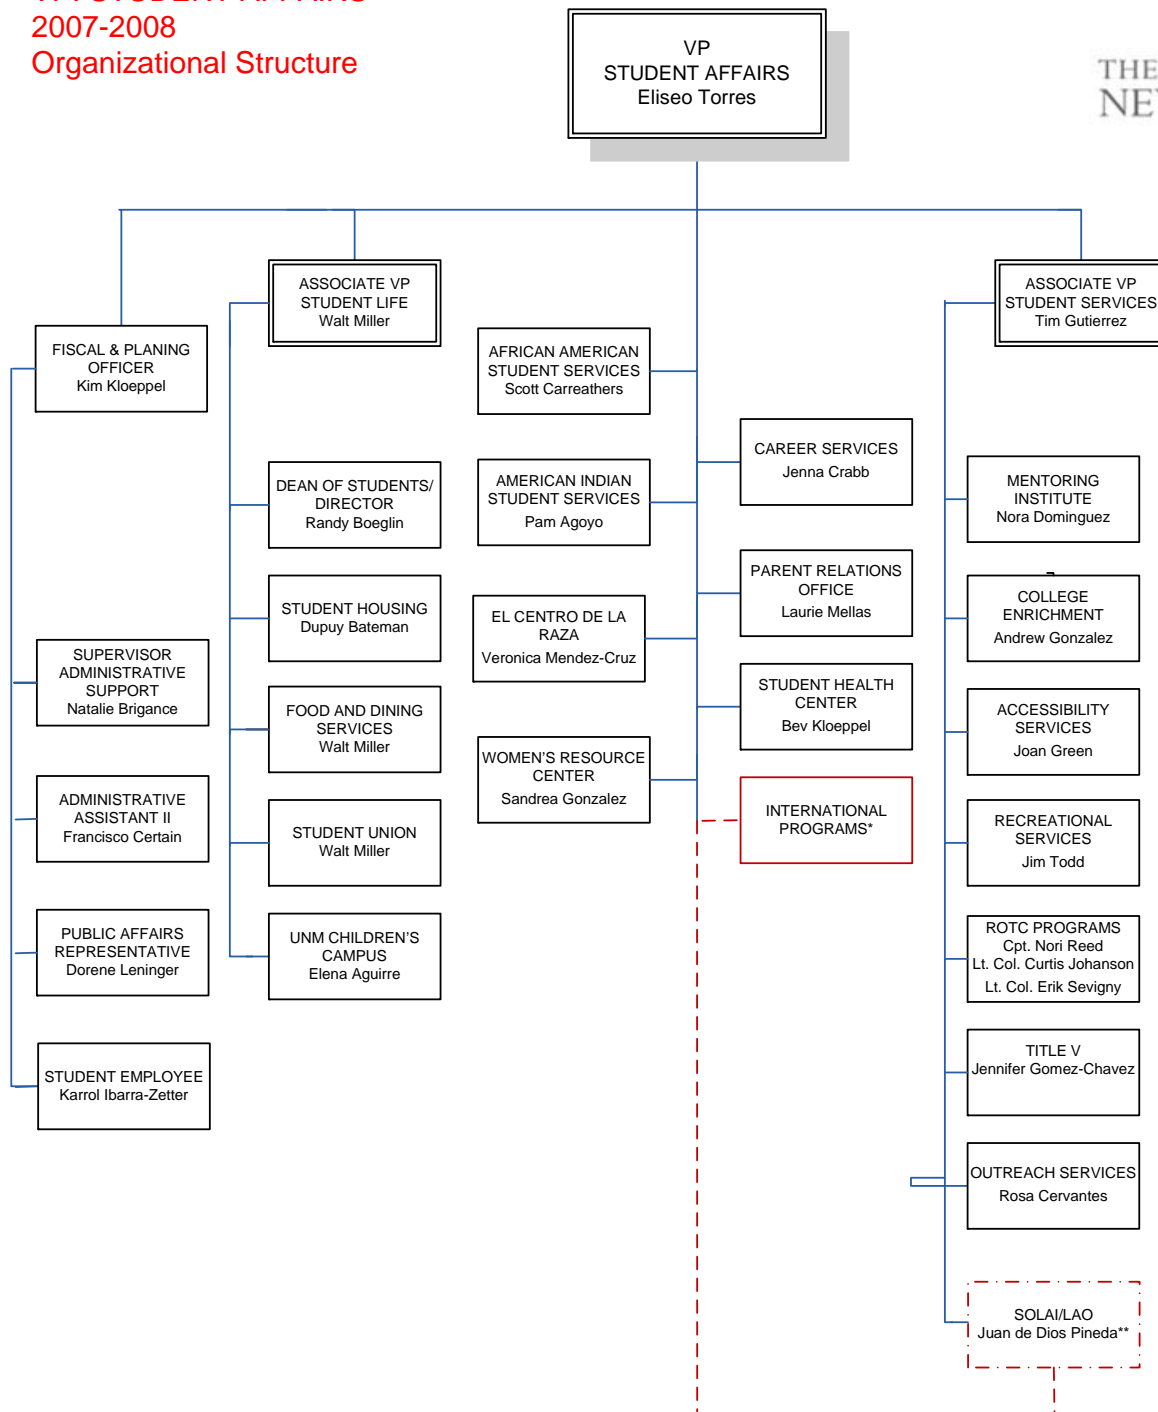 2007-2008
Organizational Structure
VP
STUDENT AFFAIRS
Eliseo Torres
THE
ASSOCIATE VP
STUDENT LIFE
Walt Miller
ASSOCIATE VP
STUDENT SERVICES
Tim Gutierrez
FISCAL & PLANING
OFFICER
Kim Kloeppel
AFRICAN AMERICAN
STUDENT SERVICES
Scott Carreathers
CAREER SERVICES
Jenna Crabb
DEAN OF STUDENTS/
DIRECTOR
Randy Boeglin
AMERICAN INDIAN
STUDENT SERVICES
Pam Agoyo
MENTORING
INSTITUTE
Nora Dominguez
PARENT RELATIONS
OFFICE
Laurie Mellas
STUDENT HOUSING
Dupuy Bateman
EL CENTRO DE LA
RAZA
Veronica Mendez-Cruz
COLLEGE
ENRICHMENT
Andrew Gonzalez
SUPERVISOR
ADMINISTRATIVE
SUPPORT
Natalie Brigance
STUDENT HEALTH
CENTER
Bev Kloeppel
FOOD AND DINING
SERVICES
Walt Miller
ACCESSIBILITY
SERVICES
Joan Green
WOMEN'S RESOURCE
CENTER
Sandrea Gonzalez
ADMINISTRATIVE
ASSISTANT II
Francisco Certain
INTERNATIONAL
PROGRAMS*
STUDENT UNION
Walt Miller
RECREATIONAL
SERVICES
Jim Todd
PUBLIC AFFAIRS
REPRESENTATIVE
Dorene Leninger
UNM CHILDREN'S
CAMPUS
Elena Aguirre
ROTC PROGRAMS
Cpt. Nori Reed
Lt. Col. Curtis Johanson
Lt. Col. Erik Sevigny
STUDENT EMPLOYEE
Karrol Ibarra-Zetter
TITLE V
Jennifer Gomez-Chavez
OUTREACH SERVICES
Rosa Cervantes
SOLAI/LAO
Juan de Dios Pineda**